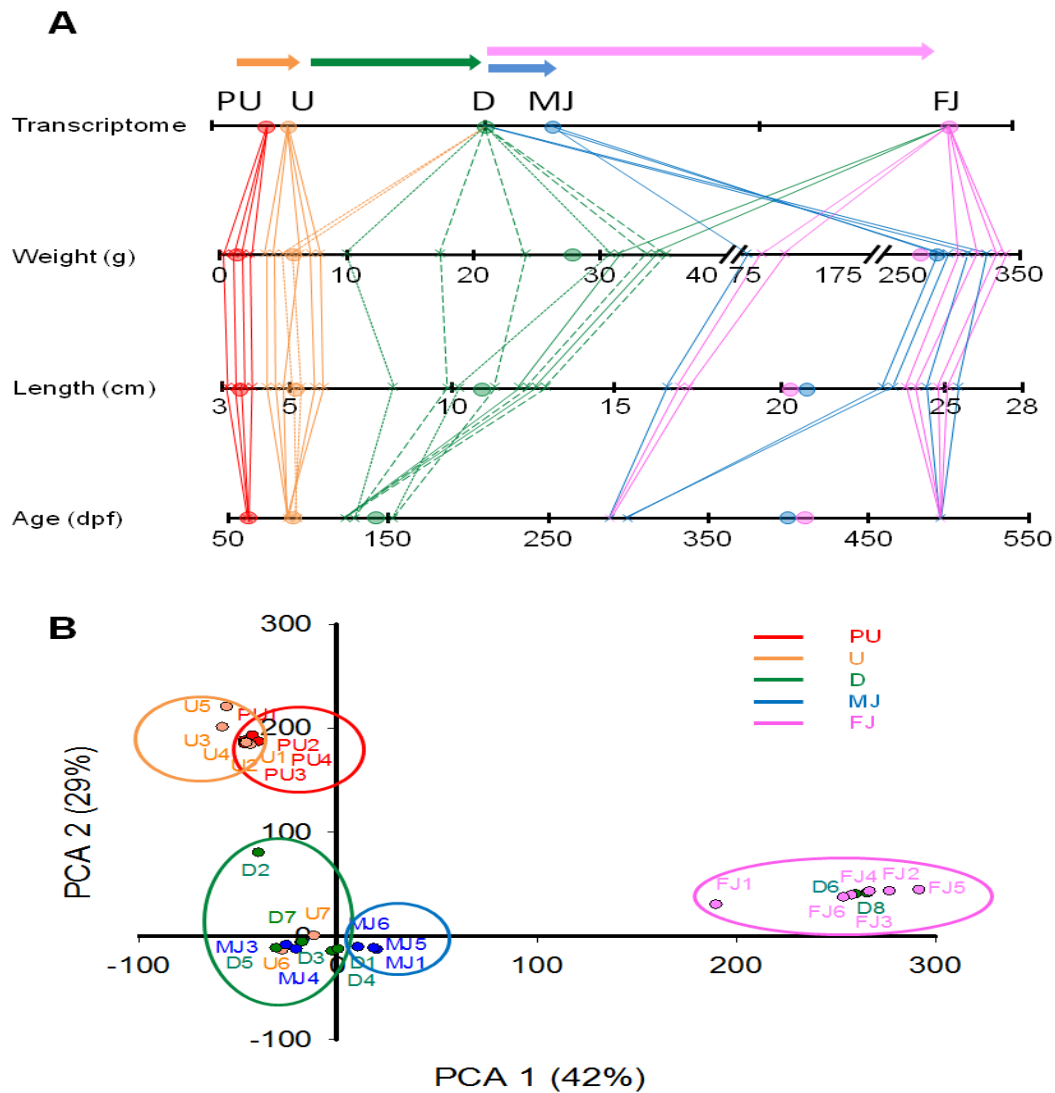 A
PU U D MJ FJ
Transcriptome
Weight (g)
0 10 20 30 40 75 175 250 350
Length (cm)
3 5 10 15 20 25 28
Age (dpf)
50 150 250 350 450 550
B
300
200
100
0
-100
-100 0 100 200 300
PCA 2 (29%)
PCA 1 (42%)
PU
U
D
MJ
FJ
U5
PU1
U3
U4
U2
U1
PU2
PU4
PU3
D2
D7
U7
MJ6
MJ3
D5
U6
D3
MJ4
D1
D4
MJ5
MJ1
FJ1
D6
FJ4
FJ2
FJ5
FJ6
D8
FJ3